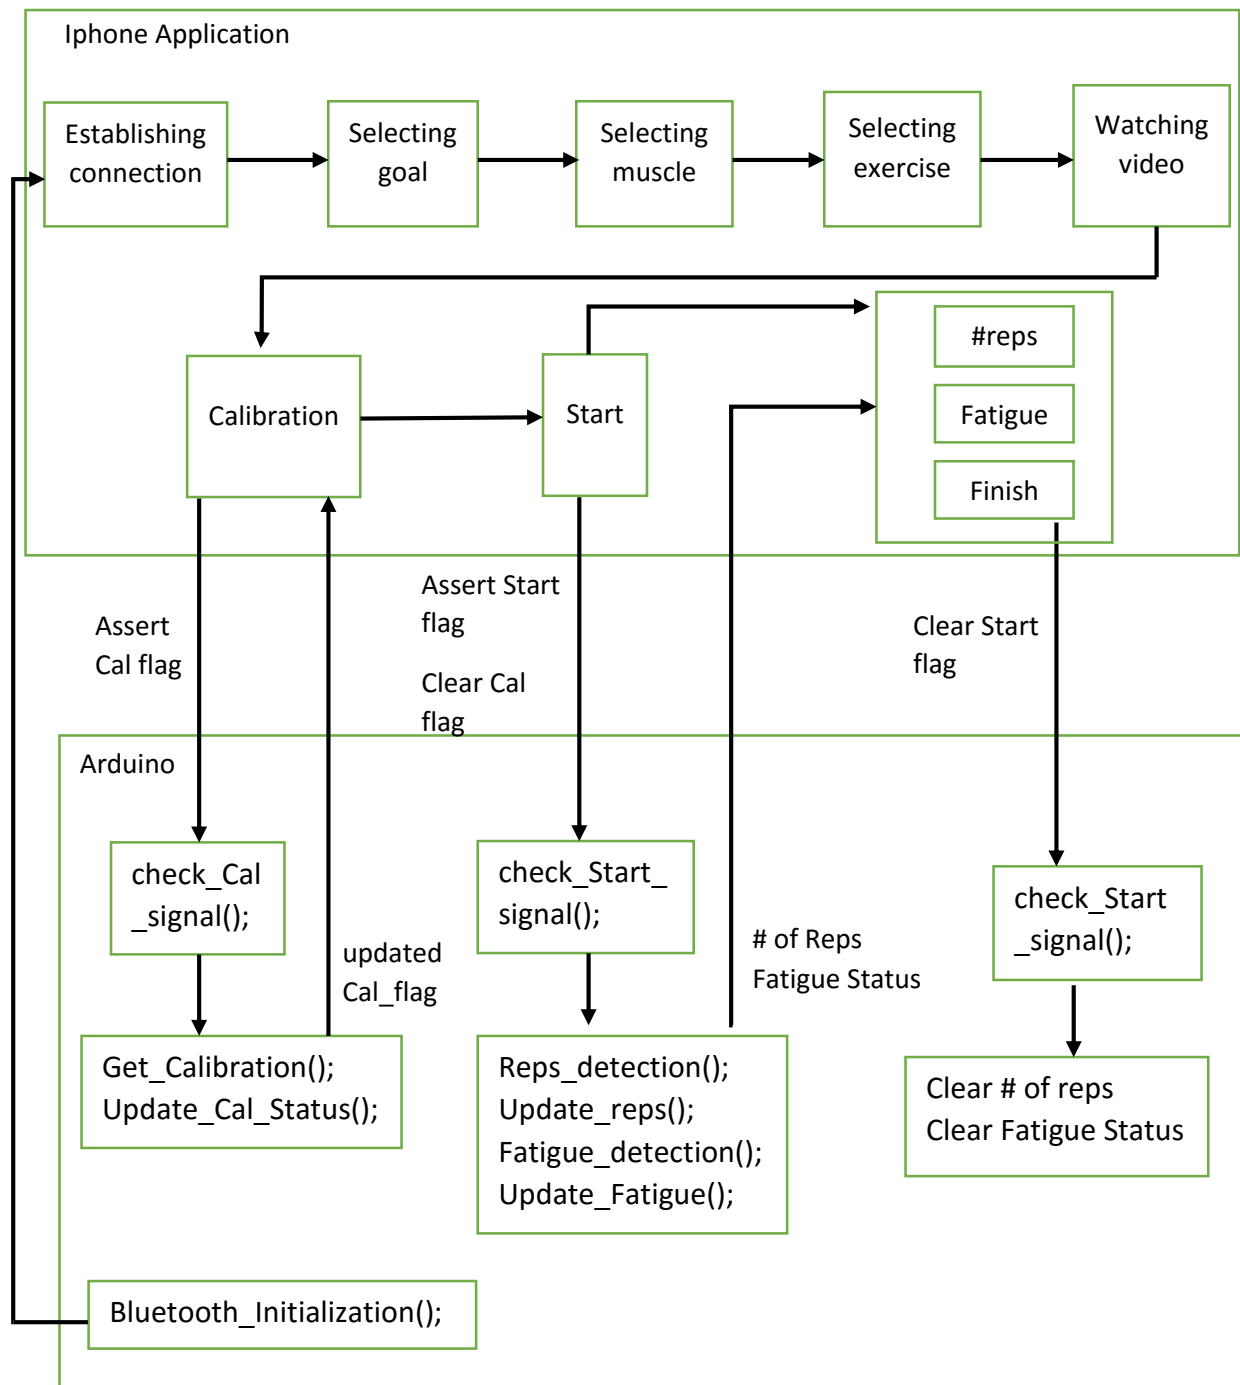 Iphone Application
Establishing
connection
Selecting
goal
Selecting
muscle
Selecting
exercise
Watching
video
Calibration
Start
#reps
Fatigue
Finish
Assert
Cal flag
Assert Start
flag
Clear Cal
flag
Clear Start
flag
Arduino
check_Cal
_signal();
updated
Cal_flag
check_Start_
signal();
# of Reps
Fatigue Status
check_Start
_signal();
Get_Calibration();
Update_Cal_Status();
Reps_detection();
Update_reps();
Fatigue_detection();
Update_Fatigue();
Clear # of reps
Clear Fatigue Status
Bluetooth_Initialization();